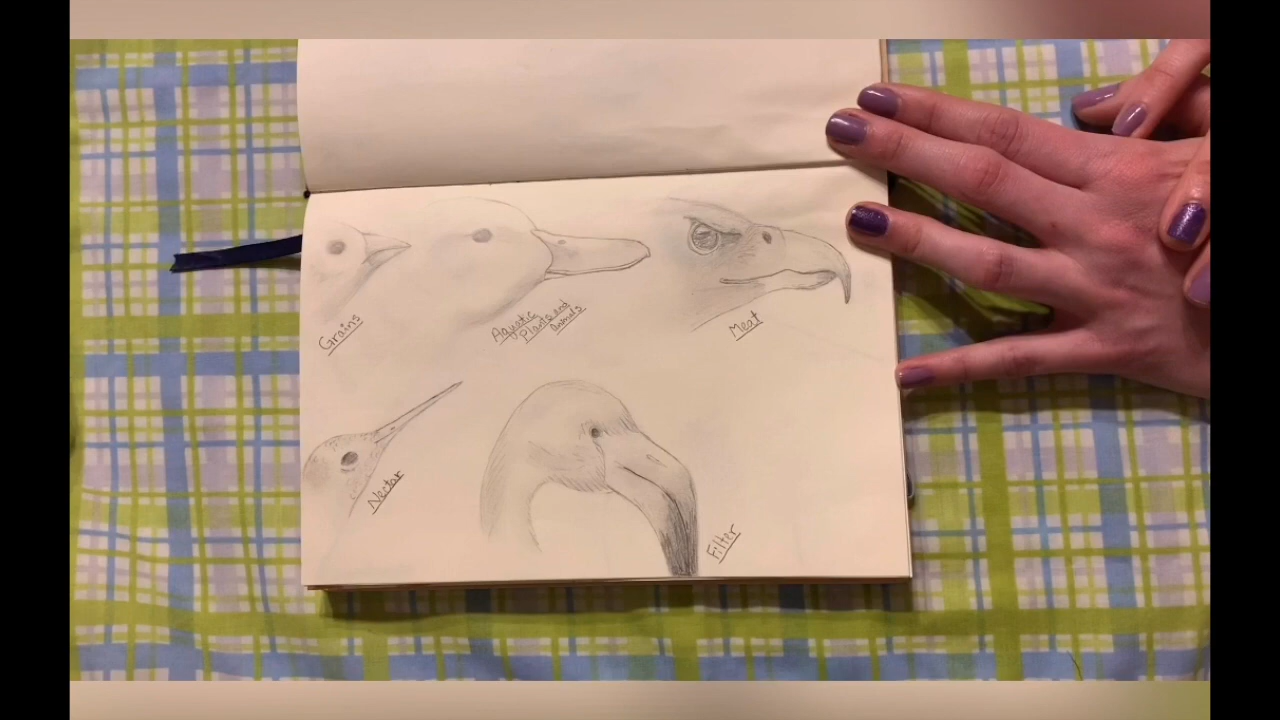 Grains
Aquatic
Plants and
Animals
Meat
Nectar
Filter